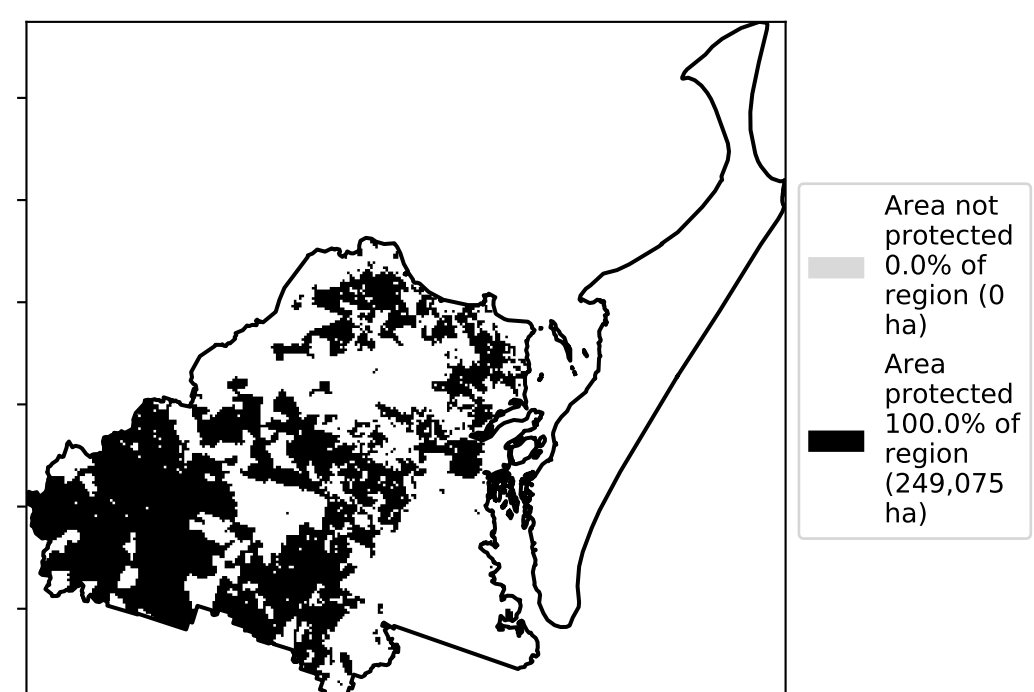 Area not
protected
0.0% of
region (0
ha)
Area
protected
100.0% of
region
(249,075
ha)